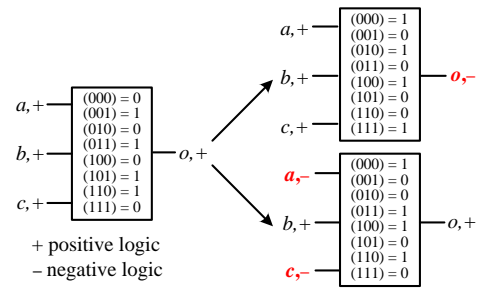 a,+
b,+
c,+
(000) = 0
(001) = 1
(010) = 0
(011) = 1
(100) = 0
(101) = 1
(110) = 1
(111) = 0
o,+
+ positive logic
– negative logic
a,+
b,+
c,+
(000) = 1
(001) = 0
(010) = 1
(011) = 0
(100) = 1
(101) = 0
(110) = 0
(111) = 1
o,–
a,–
b,+
c,–
(000) = 1
(001) = 0
(010) = 0
(011) = 1
(100) = 1
(101) = 0
(110) = 1
(111) = 0
o,+